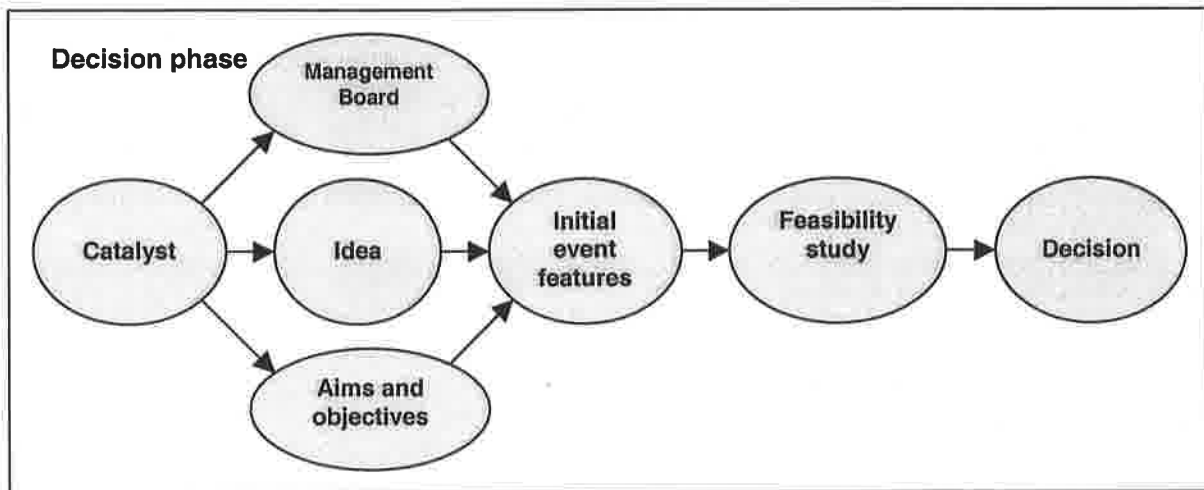 Decision phase
Management
Board
Catalyst
Idea
Initial
event
features
Feasibility
study
Decision
Aims and
objectives